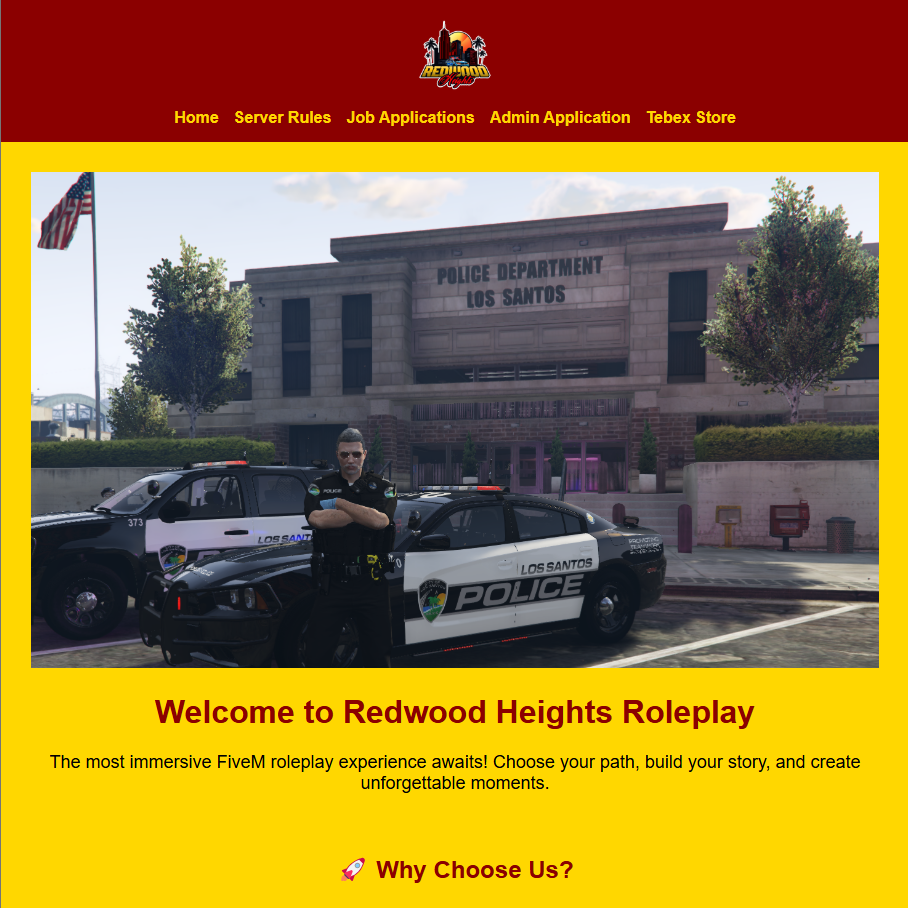 REDWOOD
Heights
Home Server Rules Job Applications Admin Application Tebex Store
POLICE DEPARTMENT
LOS SANTOS
POLICE
373
LOS SANT
LOS SANTOS
POLICE
Welcome to Redwood Heights Roleplay
The most immersive FiveM roleplay experience awaits! Choose your path, build your story, and create
unforgettable moments.
🚀 Why Choose Us?